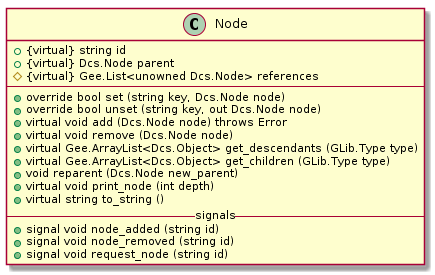 C Node
{virtual} string id
{virtual} Dcs.Node parent
{virtual} Gee.List<unowned Dcs.Node> references
override bool set (string key, Dcs.Node node)
override bool unset (string key, out Dcs.Node node)
virtual void add (Dcs.Node node) throws Error
virtual void remove (Dcs.Node node)
virtual Gee.ArrayList<Dcs.Object> get_descendants (GLib.Type type)
virtual Gee.ArrayList<Dcs.Object> get_children (GLib.Type type)
void reparent (Dcs.Node new_parent)
virtual void print_node (int depth)
virtual string to_string ()
signals
signal void node_added (string id)
signal void node_removed (string id)
signal void request_node (string id)